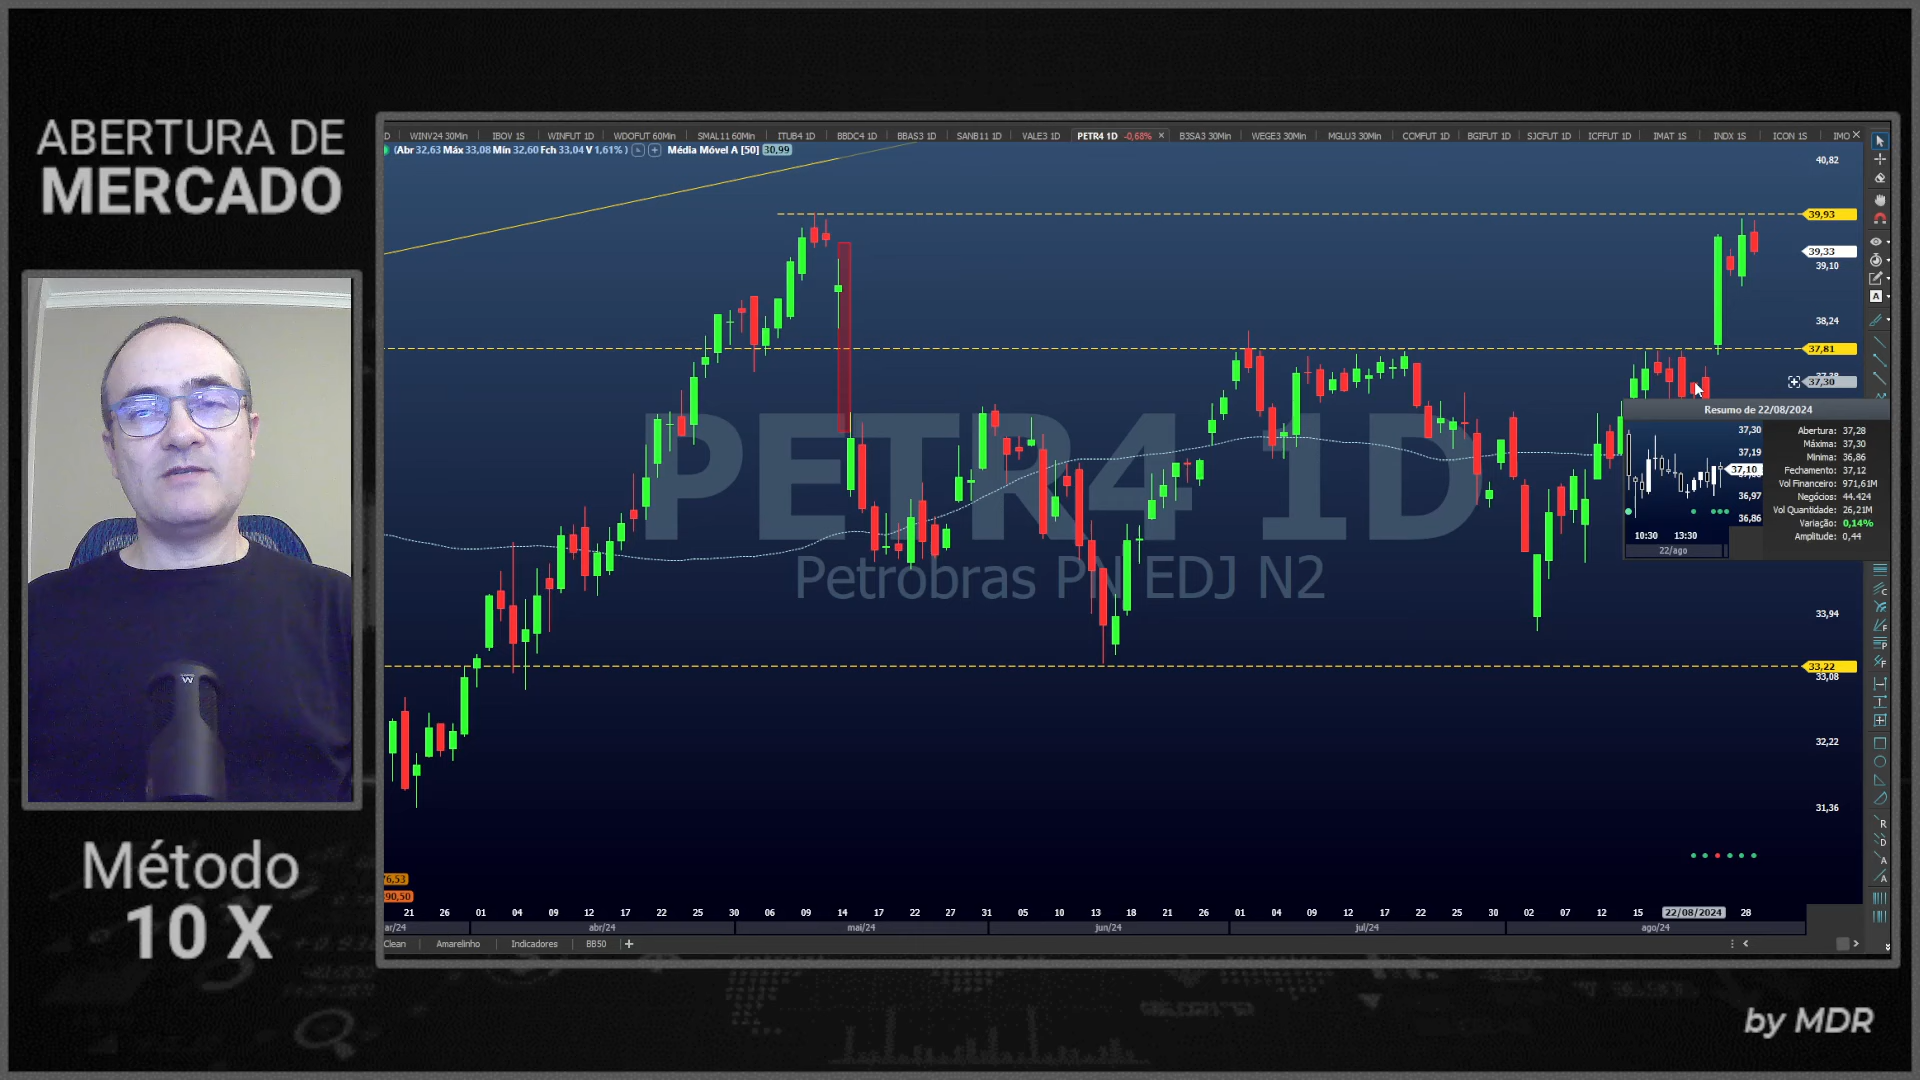 ABERTURA DE
MERCADO
Método
10 X
by MDR
D WINV24 30Min IBOV 1S WINFUT 1D WDOFUT 60Min SMAL11 60Min ITUB4 1D BBDC4 1D BBAS3 1D SANB11 1D VALE3 1D PETR4 1D -0,68% B3SA3 30Min WEGE3 30Min MGLU3 30Min CCMFUT 1D BGIFUT 1D SJCFUT 1D ICFFUT 1D IMAT 1S INDX 1S ICON 1S IMO
(Abr 32,63 Máx 33,08 Mín 32,60 Fch 33,04 V 1,61% ) Média Móvel A [50] 30,99
40,82
39,93
39,33
39,10
38,24
37,81
37,30
PETR4 1D
Petrobras PN EDJ N2
Resumo de 22/08/2024
37,30
37,19
37,10
36,97
36,86
10:30 13:30
22/ago
Abertura: 37,28
Máxima: 37,30
Mínima: 36,86
Fechamento: 37,12
Vol Financeiro: 971,61M
Negócios: 44.424
Vol Quantidade: 26,21M
Variação: 0,14%
Amplitude: 0,44
33,94
33,22
33,08
32,22
31,36
76,53
90,50
21 26 01 04 09 12 17 22 25 30 06 09 14 17 22 27 31 05 10 13 18 21 26 01 04 09 12 17 22 25 30 02 07 12 15 22/08/2024 28
ar/24 abr/24 mai/24 jun/24 jul/24 ago/24
Clean Amarelinho Indicadores BB50 +